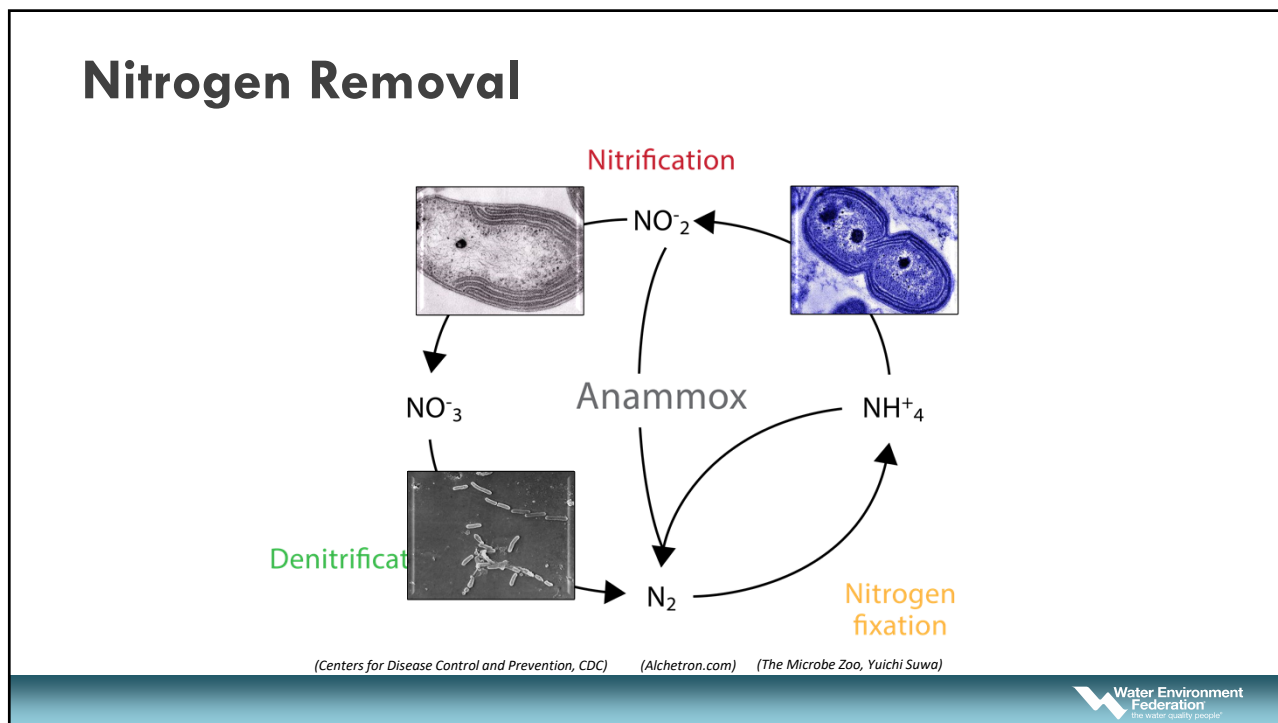 Nitrogen Removal
Nitrification
NO⁻₂
Anammox
NO⁻₃
NH⁺₄
Denitrificat
N₂
Nitrogen
fixation
(Centers for Disease Control and Prevention, CDC) (Alchetron.com) (The Microbe Zoo, Yuichi Suwa)
Water Environment
Federation
the water quality people®